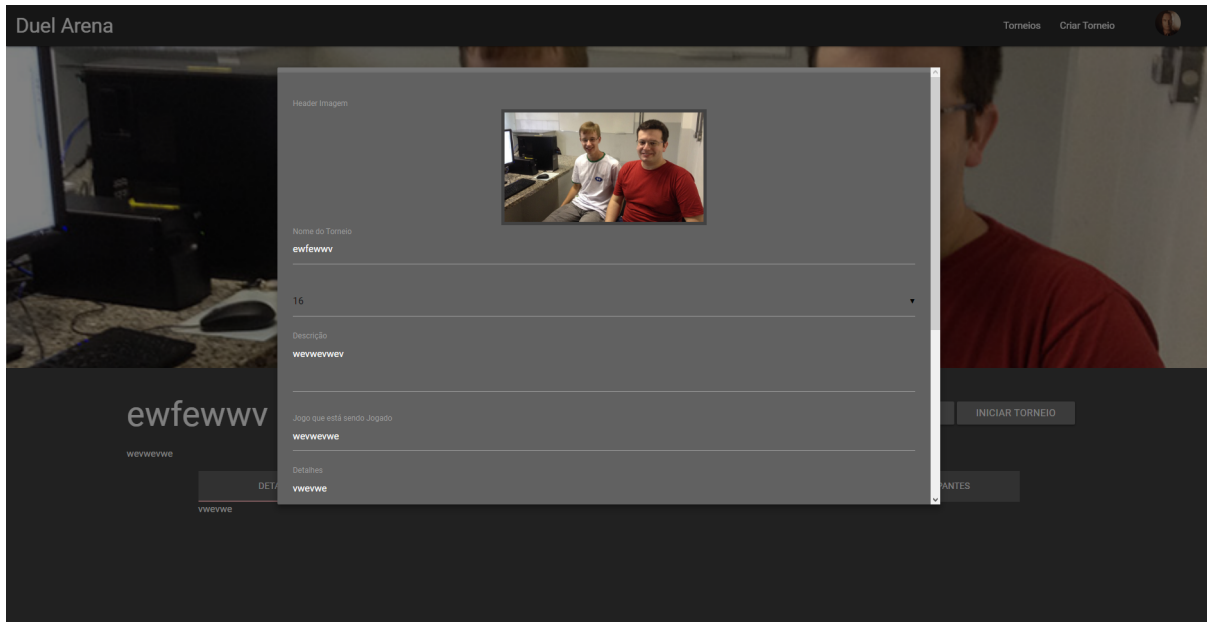 Duel Arena
Torneios Criar Torneio
Header Imagem
Nome do Torneio
ewfewwv
16
Descrição
wevwevwev
Jogo que está sendo Jogado
wevwevwe
Detalhes
vwevwe
ewfewwv
INICIAR TORNEIO
wevwevwe
vwevwe